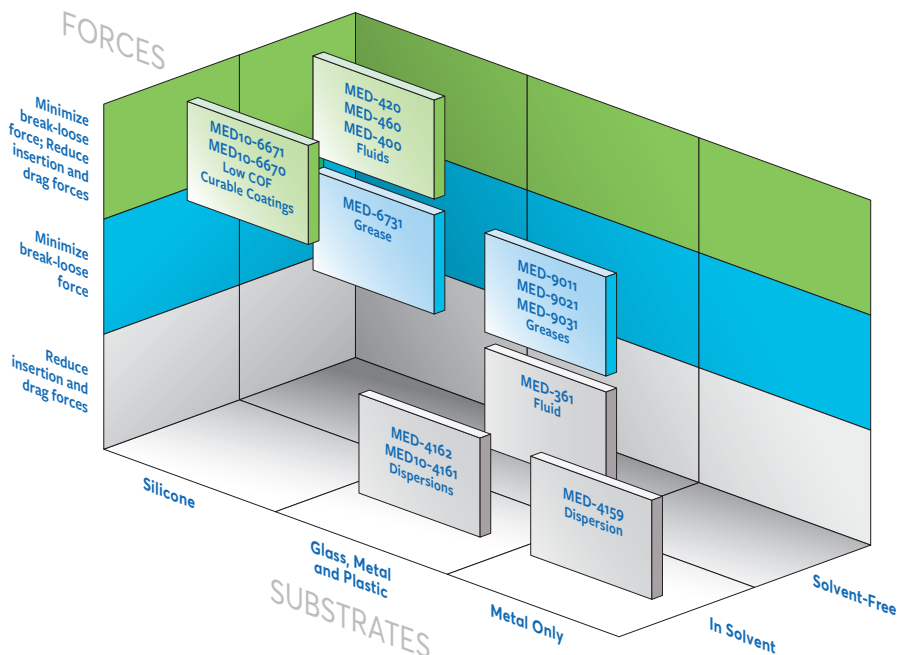 FORCES
Minimize
break-loose
force; Reduce
insertion and
drag forces
Minimize
break-loose
force
Reduce
insertion and
drag forces
MED-420
MED-460
MED-400
Fluids
MED10-6671
MED10-6670
Low COF
Curable Coatings
MED-6731
Grease
MED-9011
MED-9021
MED-9031
Greases
MED-361
Fluid
MED-4162
MED10-4161
Dispersions
MED-4159
Dispersion
Silicone
Glass, Metal
and Plastic
Metal Only
SUBSTRATES
In Solvent
Solvent-Free